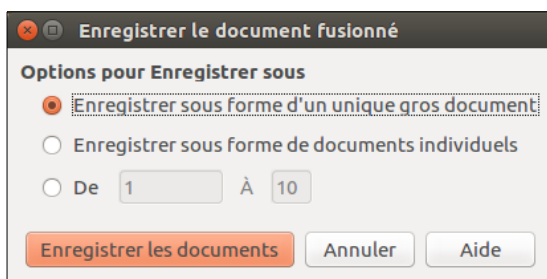 Enregistrer le document fusionné
Options pour Enregistrer sous
Enregistrer sous forme d'un unique gros document
Enregistrer sous forme de documents individuels
De 1 À 10
Enregistrer les documents Annuler Aide